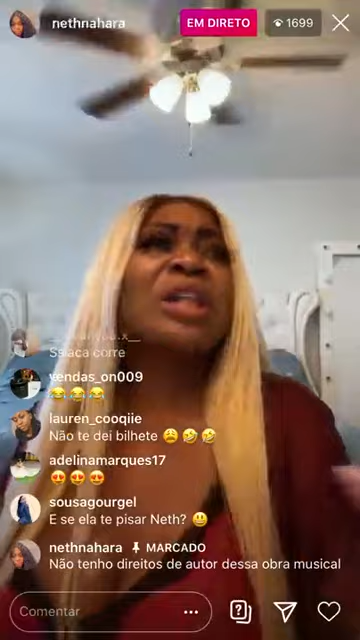 nethnahara
EM DIRETO
1699
Ssaca corre
vendas_on009
😂 😂 😂
lauren_cooqiie
Não te dei bilhete 😩 🤣 🤣
adelinamarques17
😍 😍 😍
sousagourgel
E se ela te pisar Neth? 😃
nethnahara MARCADO
Não tenho direitos de autor dessa obra musical
Comentar